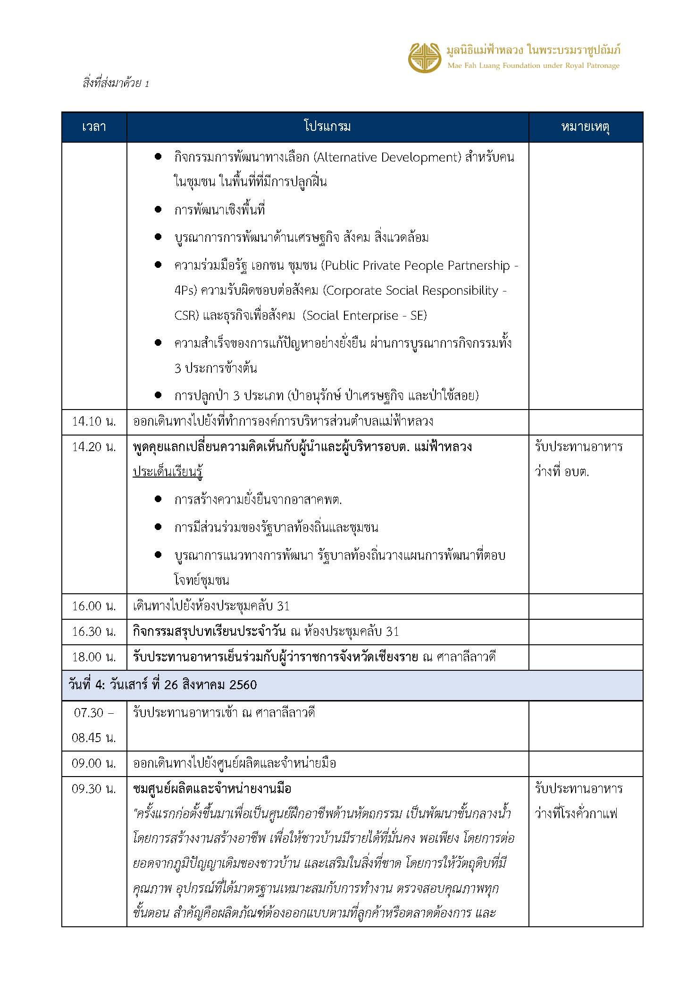 มูลนิธิแม่ฟ้าหลวง ในพระบรมราชูปถัมภ์
Mae Fah Luang Foundation under Royal Patronage
สิ่งที่ส่งมาด้วย 1
เวลา โปรแกรม หมายเหตุ
● กิจกรรมการพัฒนาทางเลือก (Alternative Development) สำหรับคน
ในชุมชน ในพื้นที่ที่มีการปลูกฝิ่น
● การพัฒนาเชิงพื้นที่
● บูรณาการการพัฒนาด้านเศรษฐกิจ สังคม สิ่งแวดล้อม
● ความร่วมมือรัฐ เอกชน ชุมชน (Public Private People Partnership -
4Ps) ความรับผิดชอบต่อสังคม (Corporate Social Responsibility -
CSR) และธุรกิจเพื่อสังคม (Social Enterprise - SE)
● ความสำเร็จของการแก้ปัญหาอย่างยั่งยืน ผ่านการบูรณาการกิจกรรมทั้ง
3 ประการข้างต้น
● การปลูกป่า 3 ประเภท (ป่าอนุรักษ์ ป่าเศรษฐกิจ และป่าใช้สอย)
14.10 น. ออกเดินทางไปยังที่ทำการองค์การบริหารส่วนตำบลแม่ฟ้าหลวง
14.20 น. พูดคุยแลกเปลี่ยนความคิดเห็นกับผู้นำและผู้บริหารอบต. แม่ฟ้าหลวง รับประทานอาหาร
ประเด็นเรียนรู้ ว่างที่ อบต.
● การสร้างความยั่งยืนจากอาสาคพต.
● การมีส่วนร่วมของรัฐบาลท้องถิ่นและชุมชน
● บูรณาการแนวทางการพัฒนา รัฐบาลท้องถิ่นวางแผนการพัฒนาที่ตอบ
โจทย์ชุมชน
16.00 น. เดินทางไปยังห้องประชุมคลับ 31
16.30 น. กิจกรรมสรุปบทเรียนประจำวัน ณ ห้องประชุมคลับ 31
18.00 น. รับประทานอาหารเย็นร่วมกับผู้ว่าราชการจังหวัดเชียงราย ณ ศาลาลีลาวดี
วันที่ 4: วันเสาร์ ที่ 26 สิงหาคม 2560
07.30 – รับประทานอาหารเช้า ณ ศาลาลีลาวดี
08.45 น.
09.00 น. ออกเดินทางไปยังศูนย์ผลิตและจำหน่ายมือ
09.30 น. ชมศูนย์ผลิตและจำหน่ายงานมือ รับประทานอาหาร
"ครั้งแรกก่อตั้งขึ้นมาเพื่อเป็นศูนย์ฝึกอาชีพด้านหัตถกรรม เป็นพัฒนาขั้นกลางน้ำ ว่างที่โรงคั่วกาแฟ
โดยการสร้างงานสร้างอาชีพ เพื่อให้ชาวบ้านมีรายได้ที่มั่นคง พอเพียง โดยการต่อ
ยอดจากภูมิปัญญาเดิมของชาวบ้าน และเสริมในสิ่งที่ขาด โดยการให้วัตถุดิบที่มี
คุณภาพ อุปกรณ์ที่ได้มาตรฐานเหมาะสมกับการทำงาน ตรวจสอบคุณภาพทุก
ขั้นตอน สำคัญคือผลิตภัณฑ์ต้องออกแบบตามที่ลูกค้าหรือตลาดต้องการ และ